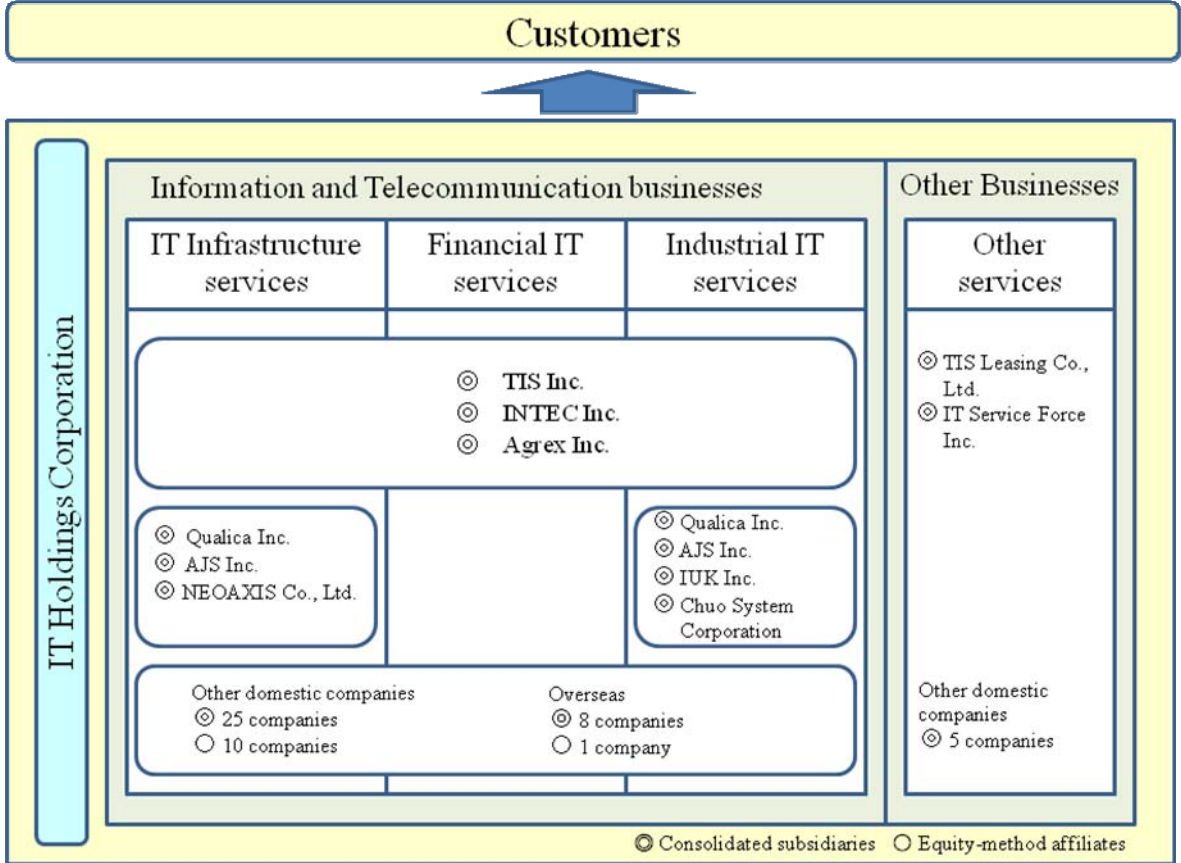 Customers
IT Holdings Corporation
Information and Telecommunication businesses
Other Businesses
IT Infrastructure
services
Financial IT
services
Industrial IT
services
Other
services
◎ TIS Inc.
◎ INTEC Inc.
◎ Agrex Inc.
◎ TIS Leasing Co.,
Ltd.
◎ IT Service Force
Inc.
◎ Qualica Inc.
◎ AJS Inc.
◎ NEOAXIS Co., Ltd.
◎ Qualica Inc.
◎ AJS Inc.
◎ IUK Inc.
◎ Chuo System
Corporation
Other domestic companies
◎ 25 companies
○ 10 companies
Overseas
◎ 8 companies
○ 1 company
Other domestic
companies
◎ 5 companies
◎ Consolidated subsidiaries ○ Equity-method affiliates